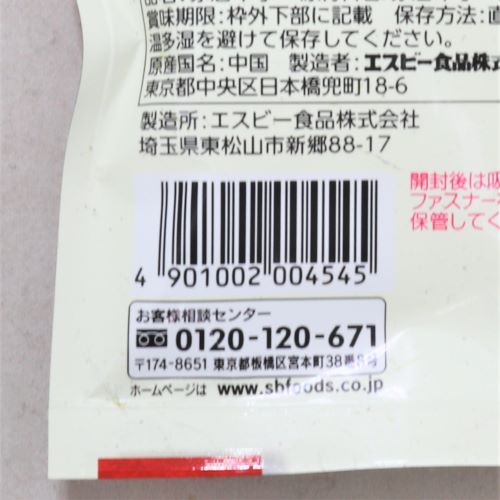 賞味期限:枠外下部に記載 保存方法:直
温多湿を避けて保存してください。
原産国名:中国 製造者:エスビー食品株式
東京都中央区日本橋兜町18-6
製造所:エスビー食品株式会社
埼玉県東松山市新郷88-17
開封後は吸
ファスナーを
保管してく
4 901002 004545
お客様相談センター
0120-120-671
〒174-8651 東京都板橋区宮本町38番8号
ホームページは www.sbfoods.co.jp